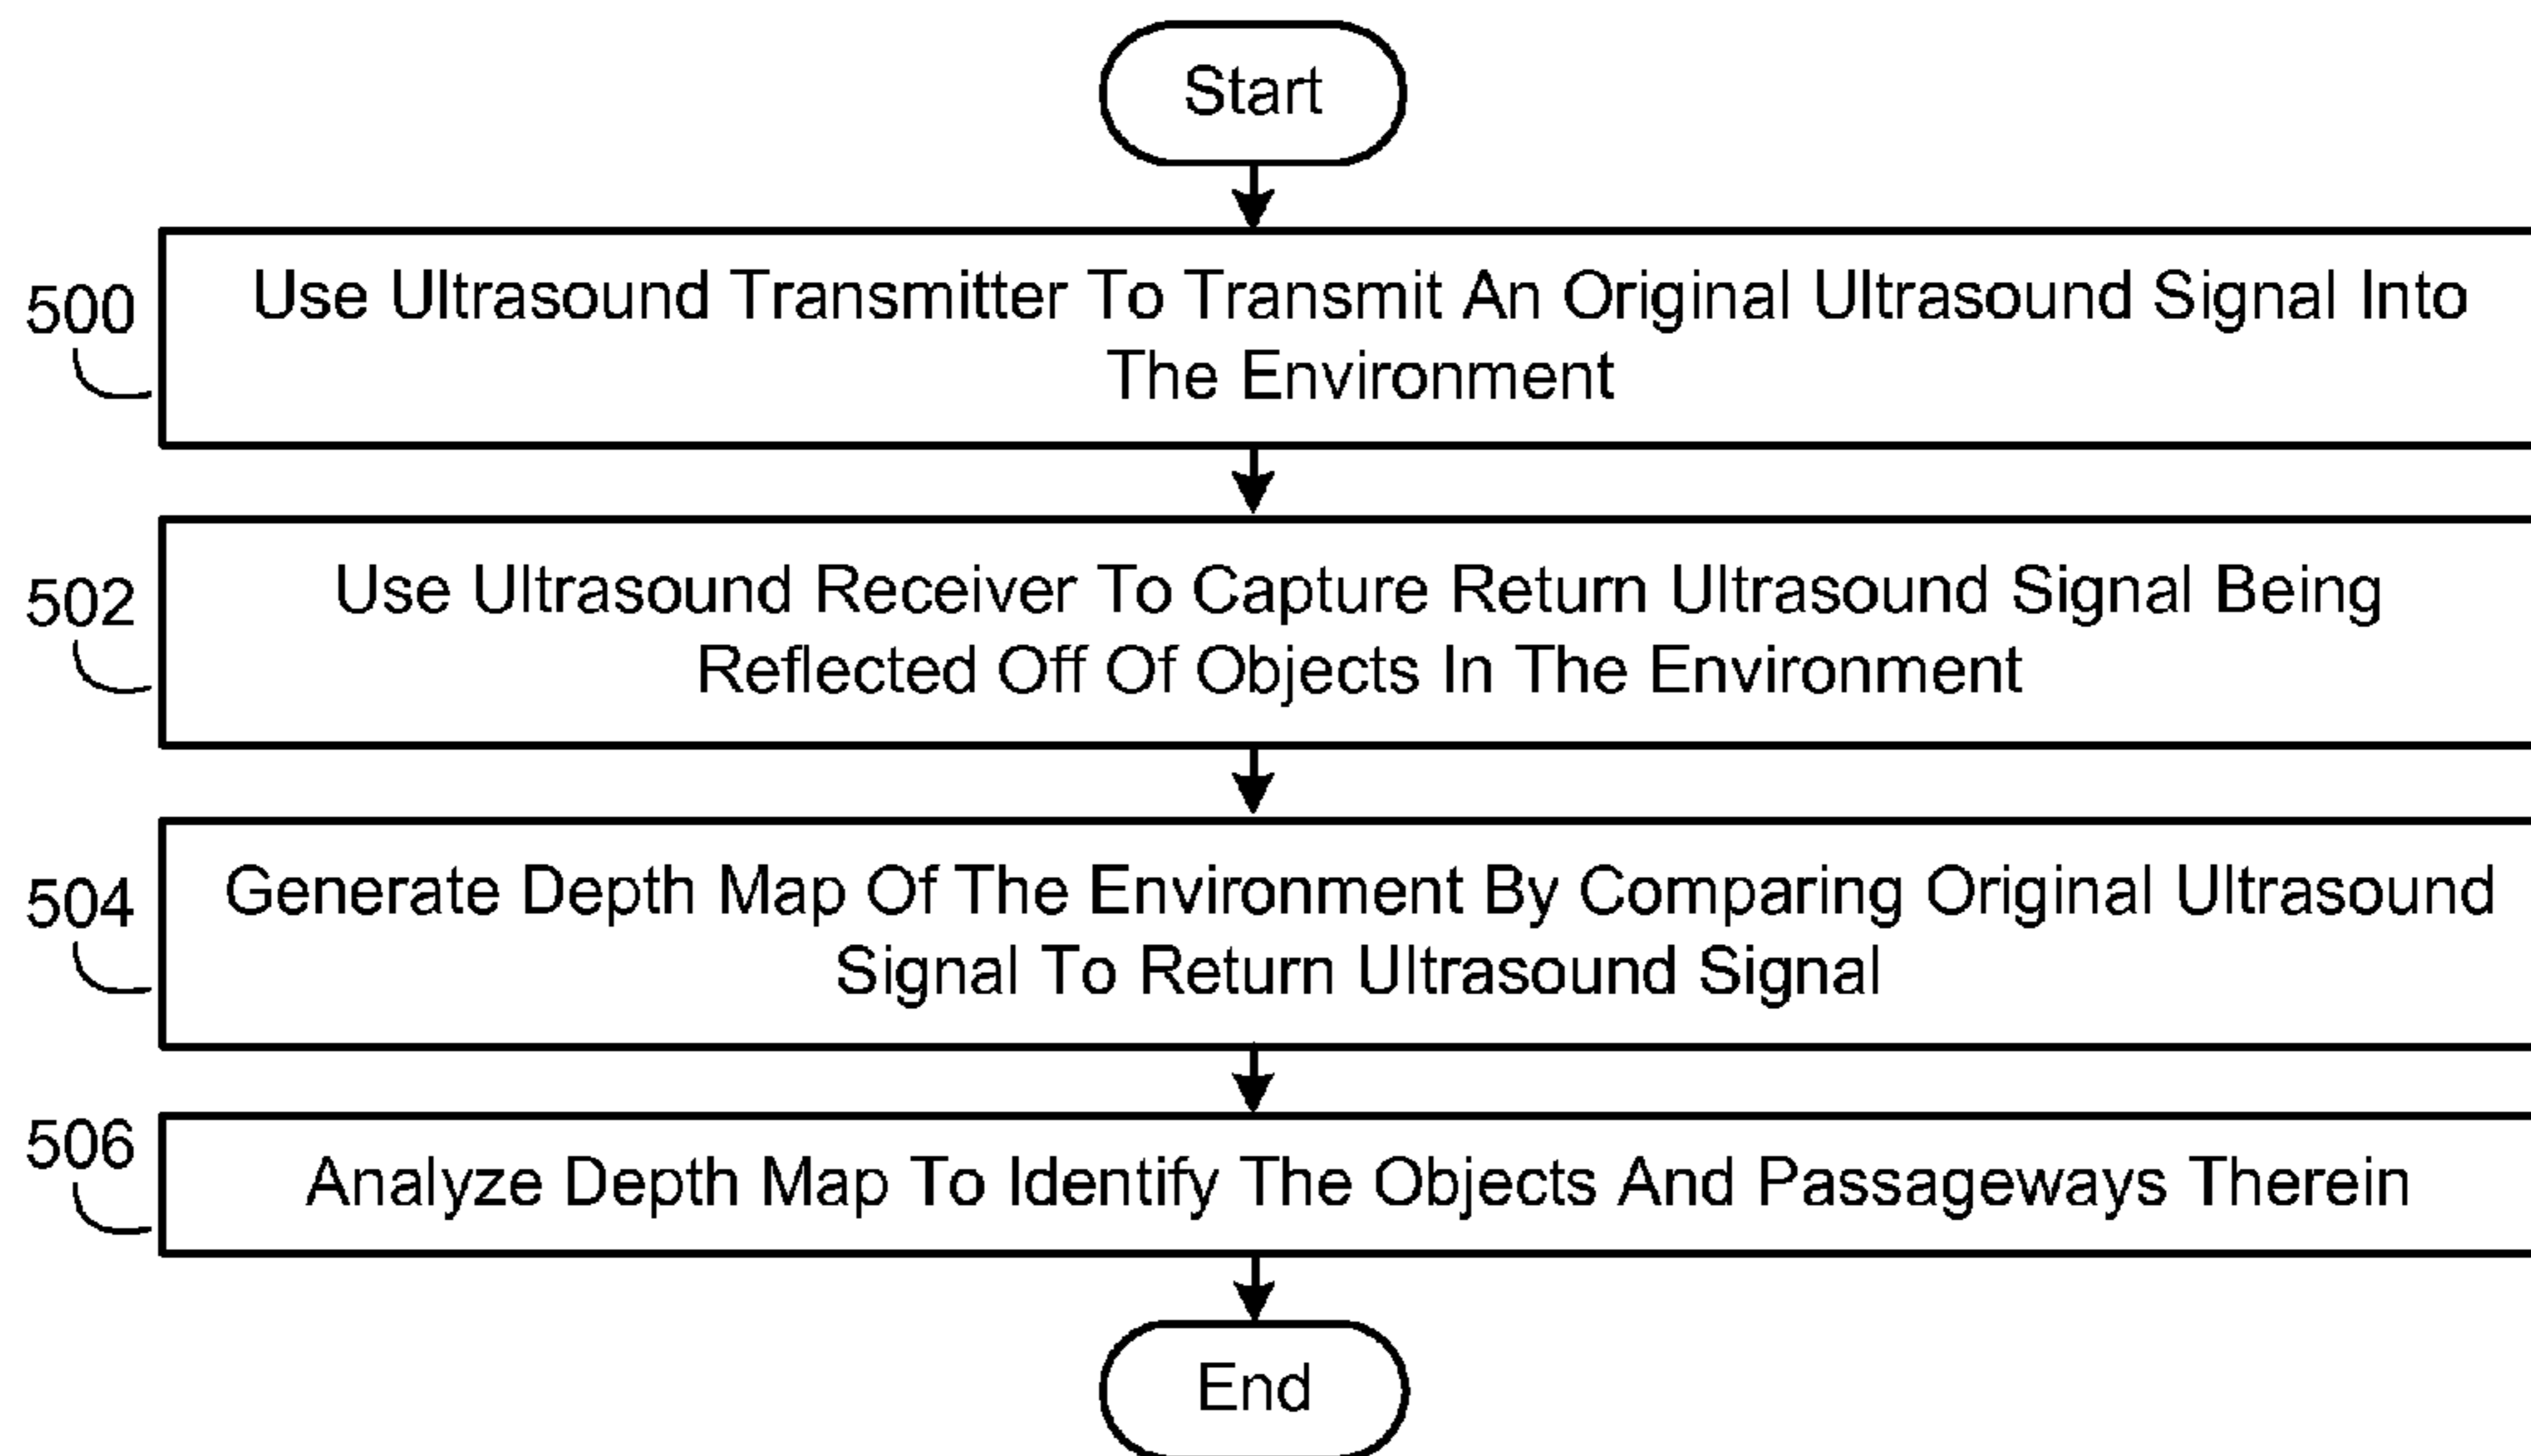 Start
500
Use Ultrasound Transmitter To Transmit An Original Ultrasound Signal Into
The Environment
502
Use Ultrasound Receiver To Capture Return Ultrasound Signal Being
Reflected Off Of Objects In The Environment
504
Generate Depth Map Of The Environment By Comparing Original Ultrasound
Signal To Return Ultrasound Signal
506
Analyze Depth Map To Identify The Objects And Passageways Therein
End